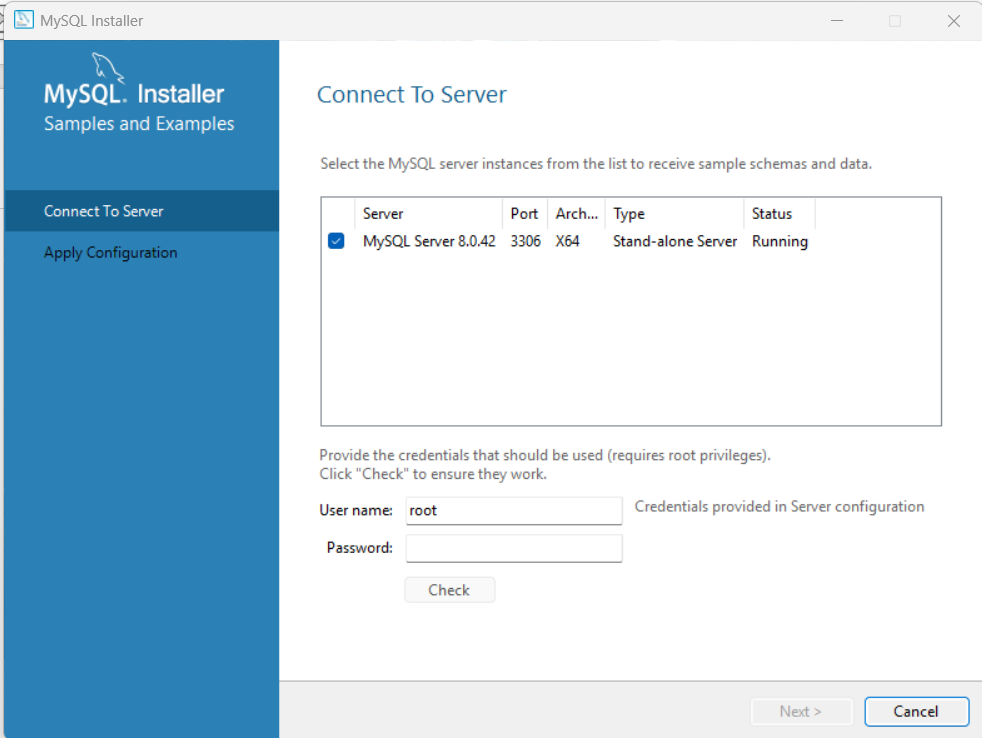 MySQL Installer
MySQL. Installer
Samples and Examples
Connect To Server
Apply Configuration
Connect To Server
Select the MySQL server instances from the list to receive sample schemas and data.
Server Port Arch... Type Status
MySQL Server 8.0.42 3306 X64 Stand-alone Server Running
Provide the credentials that should be used (requires root privileges).
Click "Check" to ensure they work.
User name: root Credentials provided in Server configuration
Password:
Check
Next > Cancel